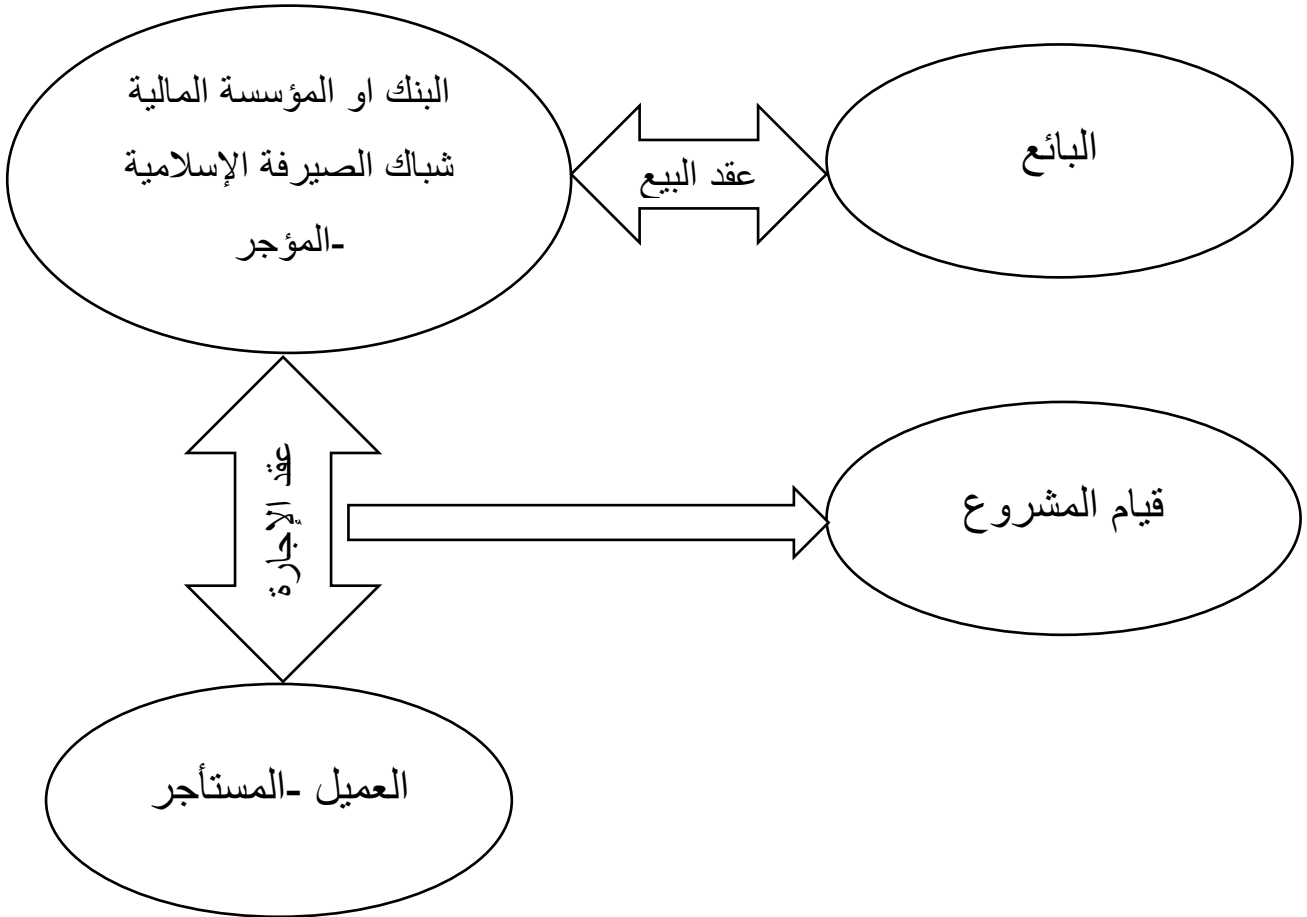 البنك او المؤسسة المالية
شباك الصيرفة الإسلامية
-المؤجر
عقد البيع
البائع
عقد الإجارة
قيام المشروع
العميل -المستأجر